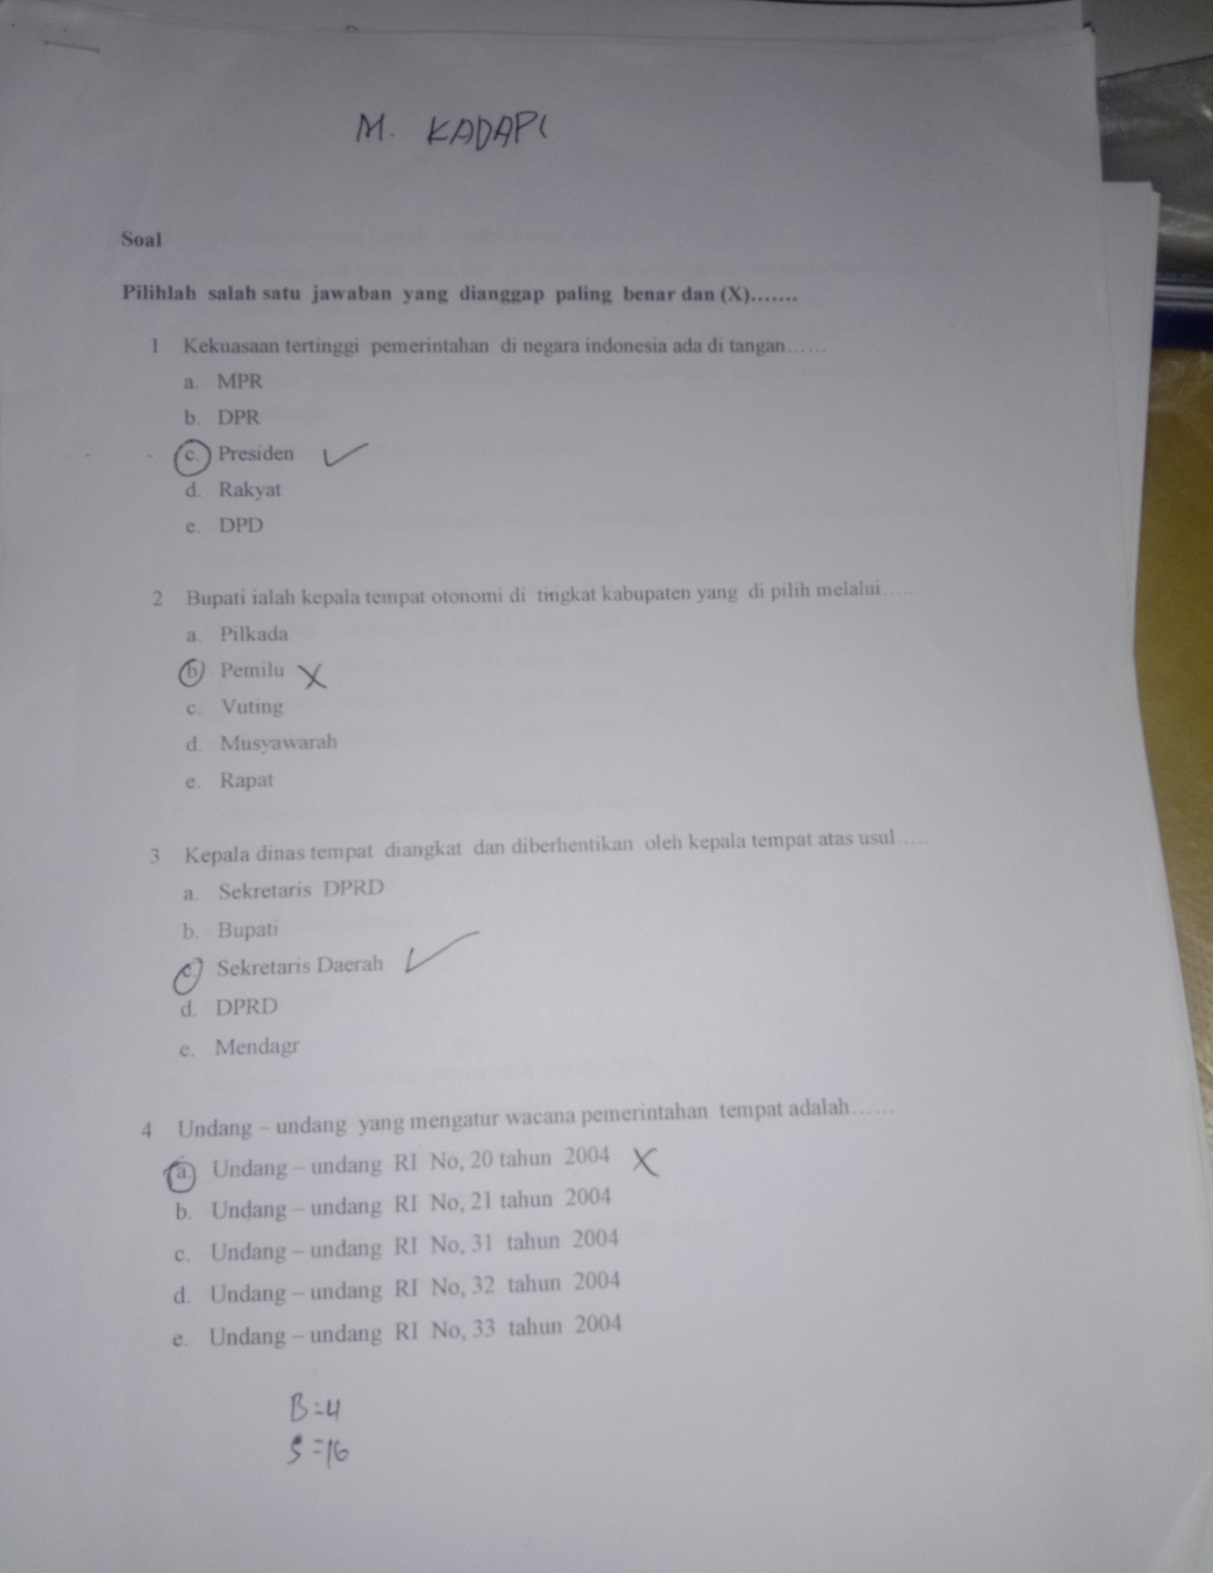 M. KADAPI
Soal
Pilihlah salah satu jawaban yang dianggap paling benar dan (X).......
1 Kekuasaan tertinggi pemerintahan di negara indonesia ada di tangan......
a. MPR
b. DPR
c. Presiden ✓
d. Rakyat
e. DPD
2 Bupati ialah kepala tempat otonomi di tingkat kabupaten yang di pilih melalui.....
a. Pilkada
b) Pemilu X
c. Vuting
d. Musyawarah
e. Rapat
3 Kepala dinas tempat diangkat dan diberhentikan oleh kepala tempat atas usul ....
a. Sekretaris DPRD
b. Bupati
c. Sekretaris Daerah ✓
d. DPRD
e. Mendagr
4 Undang – undang yang mengatur wacana pemerintahan tempat adalah......
a. Undang – undang RI No, 20 tahun 2004 X
b. Undang – undang RI No, 21 tahun 2004
c. Undang – undang RI No, 31 tahun 2004
d. Undang – undang RI No, 32 tahun 2004
e. Undang – undang RI No, 33 tahun 2004
B=4
S=16